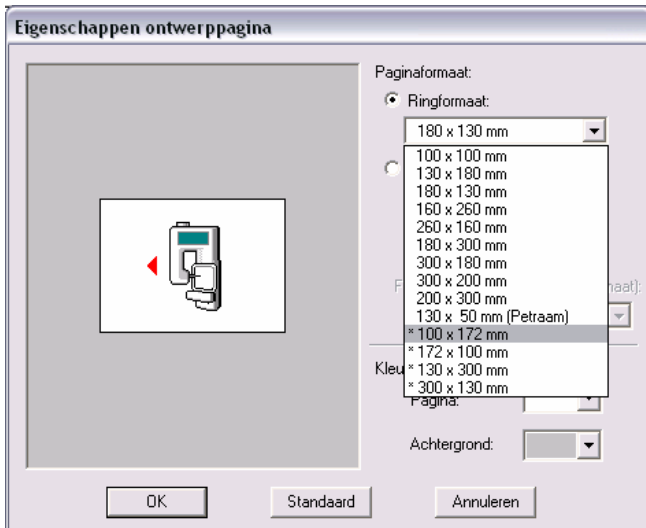 Eigenschappen ontwerppagina
Paginaformaat:
Ringformaat:
180 x 130 mm
100 x 100 mm
130 x 180 mm
180 x 130 mm
160 x 260 mm
260 x 160 mm
180 x 300 mm
300 x 180 mm
300 x 200 mm
200 x 300 mm
130 x 50 mm (Petraam)
* 100 x 172 mm
* 172 x 100 mm
* 130 x 300 mm
* 300 x 130 mm
F
maat):
Kleu
Pagina:
Achtergrond:
OK
Standaard
Annuleren